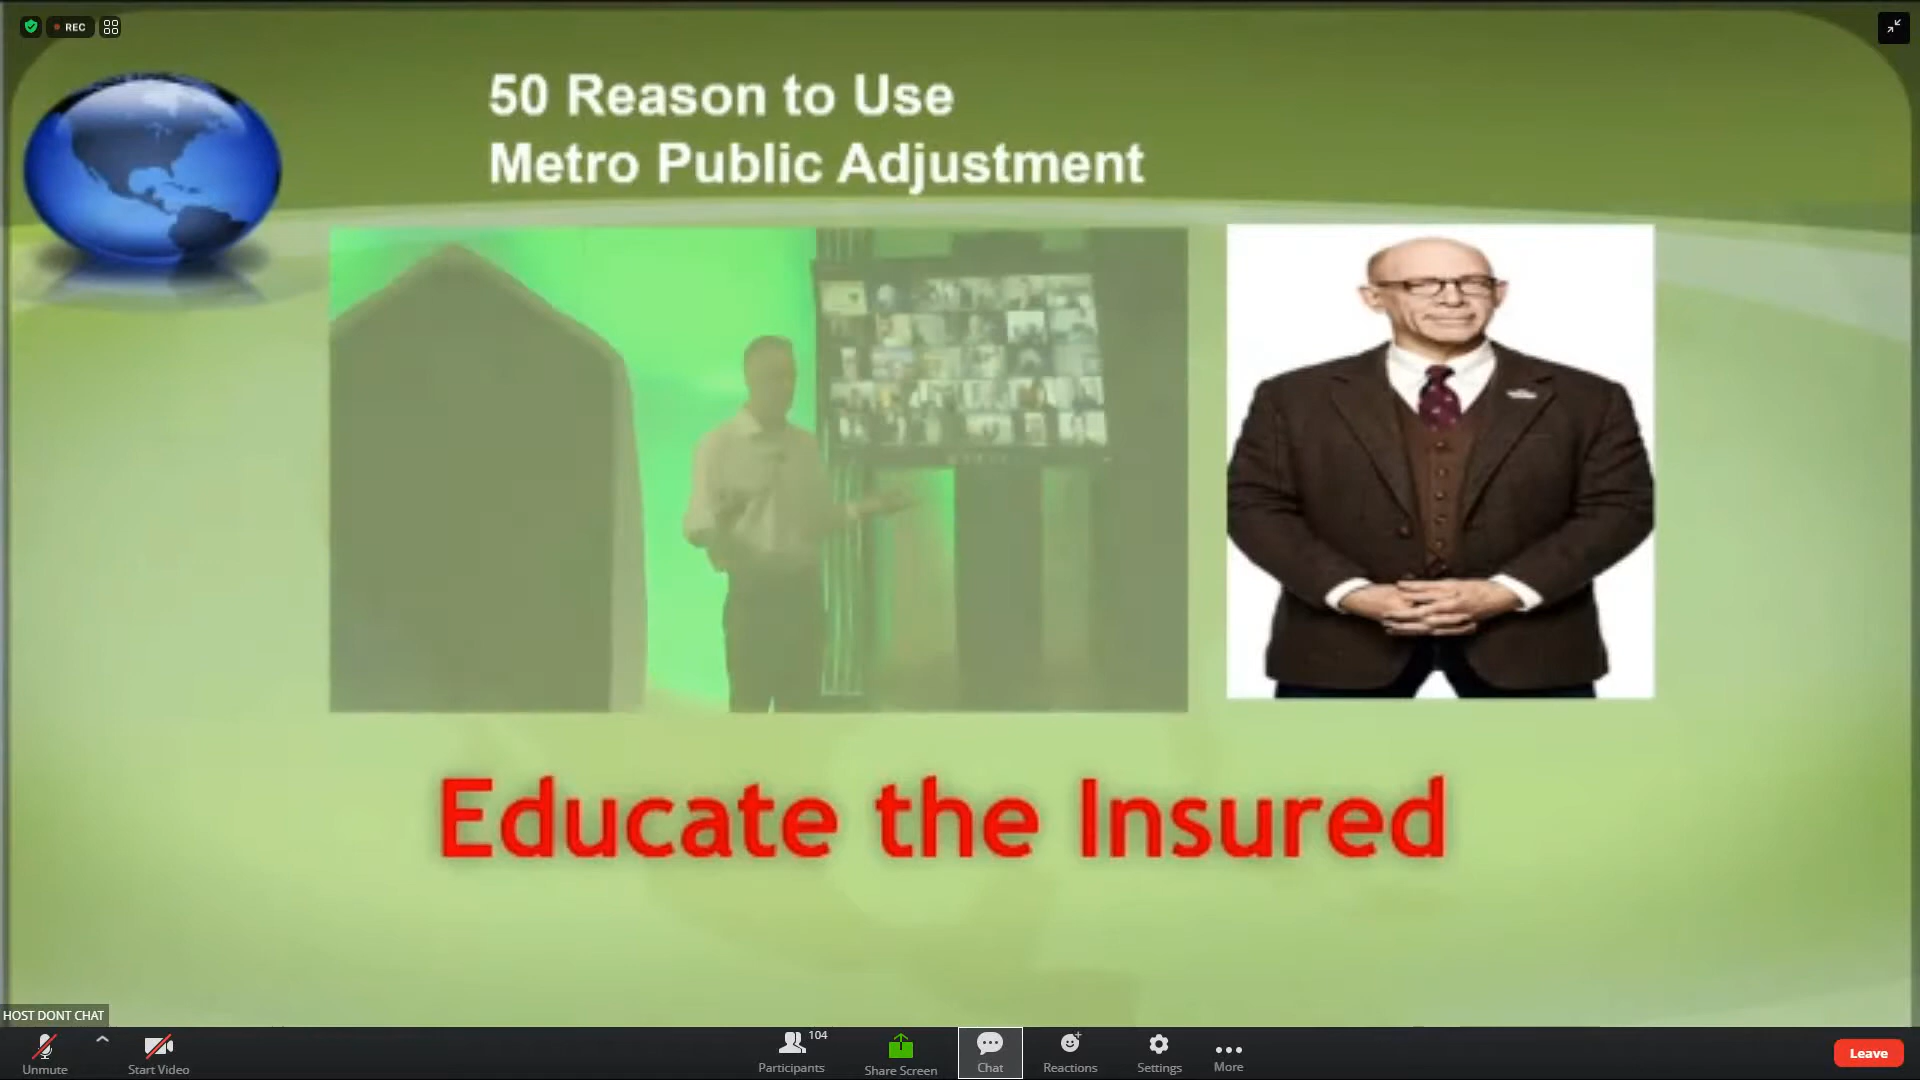 REC
50 Reason to Use
Metro Public Adjustment
Educate the Insured
HOST DONT CHAT
Unmute
Start Video
104
Participants
Share Screen
Chat
Reactions
Settings
More
Leave